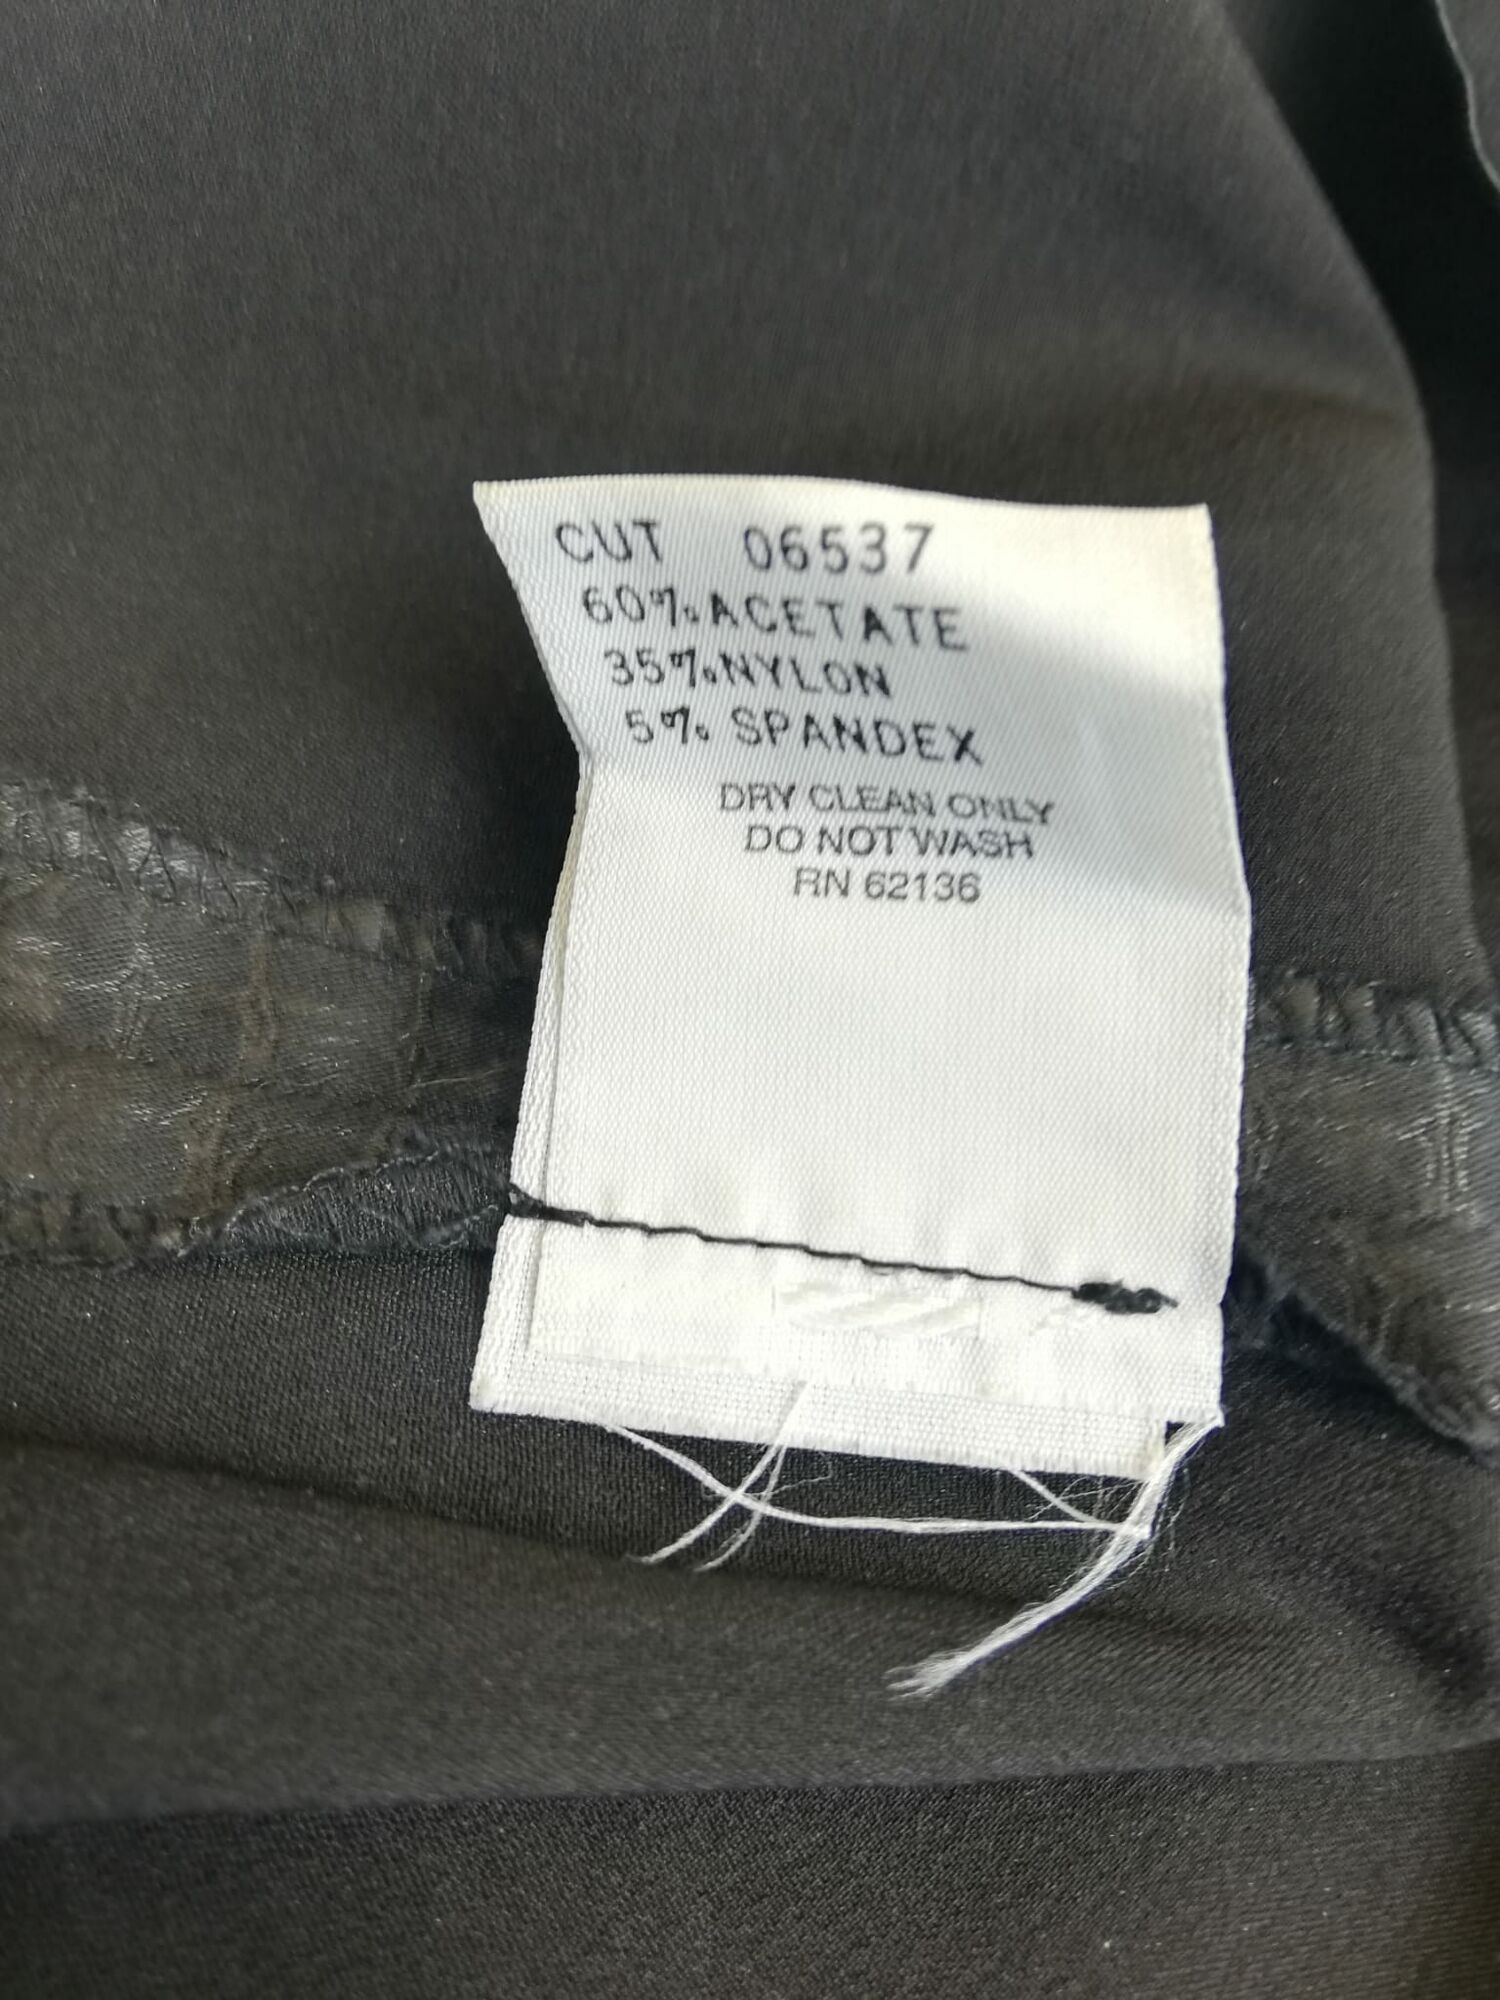 CUT 06537
60% ACETATE
35% NYLON
5% SPANDEX
DRY CLEAN ONLY
DO NOT WASH
RN 62136